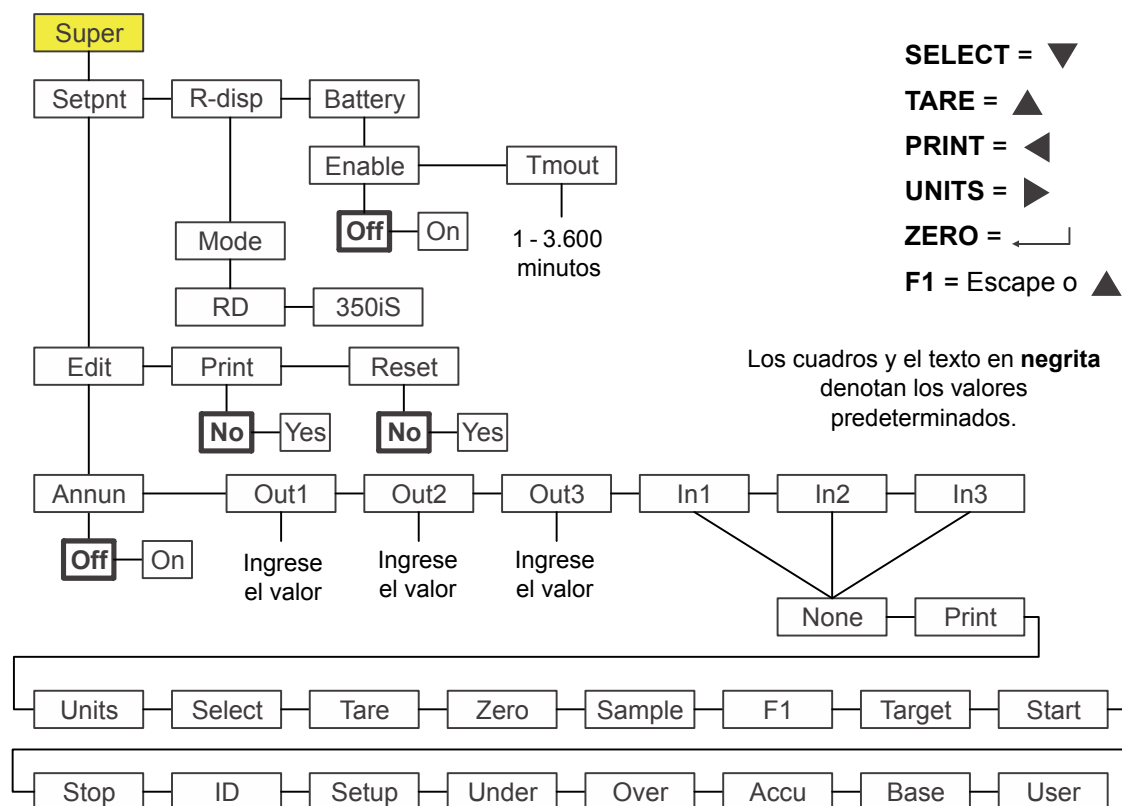 Super
SELECT =
Setpnt R-disp Battery
TARE =
Enable Tmout
PRINT =
UNITS =
Mode Off On 1 - 3.600
minutos
ZERO =
RD 350iS
F1 = Escape o
Edit Print Reset
Los cuadros y el texto en negrita
denotan los valores
predeterminados.
No Yes No Yes
Annun Out1 Out2 Out3 In1 In2 In3
Off On
Ingrese
el valor
Ingrese
el valor
Ingrese
el valor
None Print
Units Select Tare Zero Sample F1 Target Start
Stop ID Setup Under Over Accu Base User